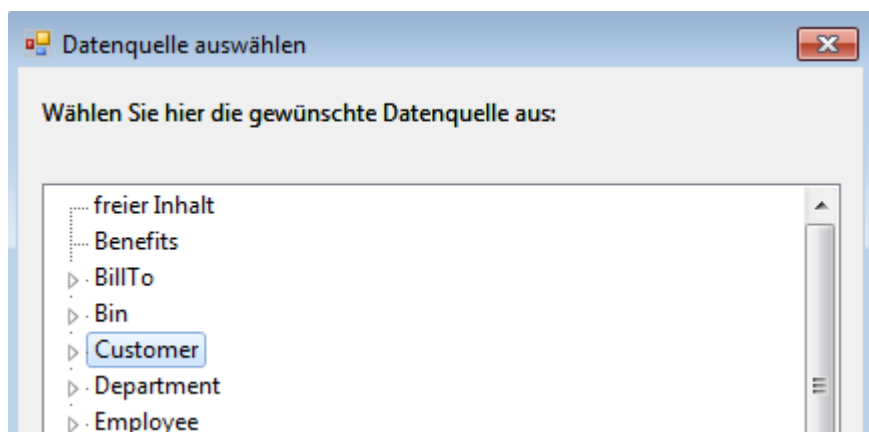 Datenquelle auswählen
Wählen Sie hier die gewünschte Datenquelle aus:
freier Inhalt
Benefits
BillTo
Bin
Customer
Department
Employee